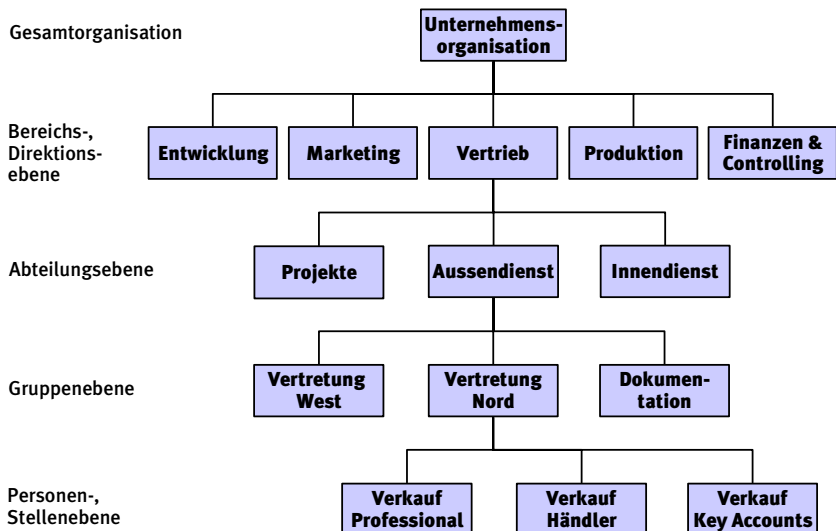 Gesamtorganisation
Unternehmens-
organisation
Bereichs-,
Direktions-
ebene
Entwicklung
Marketing
Vertrieb
Produktion
Finanzen &
Controlling
Abteilungsebene
Projekte
Aussendienst
Innendienst
Gruppenebene
Vertretung
West
Vertretung
Nord
Dokumen-
tation
Personen-,
Stellenebene
Verkauf
Professional
Verkauf
Händler
Verkauf
Key Accounts